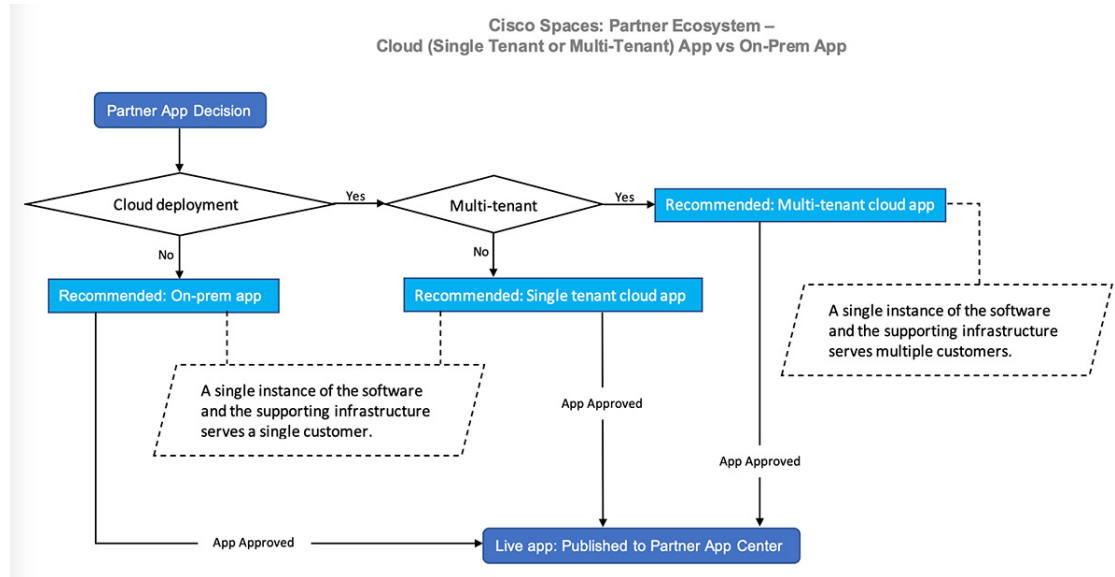 Cisco Spaces: Partner Ecosystem –
Cloud (Single Tenant or Multi-Tenant) App vs On-Prem App
Partner App Decision
Cloud deployment
Yes
Multi-tenant
Yes
Recommended: Multi-tenant cloud app
No
No
Recommended: On-prem app
Recommended: Single tenant cloud app
A single instance of the software
and the supporting infrastructure
serves multiple customers.
A single instance of the software
and the supporting infrastructure
serves a single customer.
App Approved
App Approved
App Approved
Live app: Published to Partner App Center